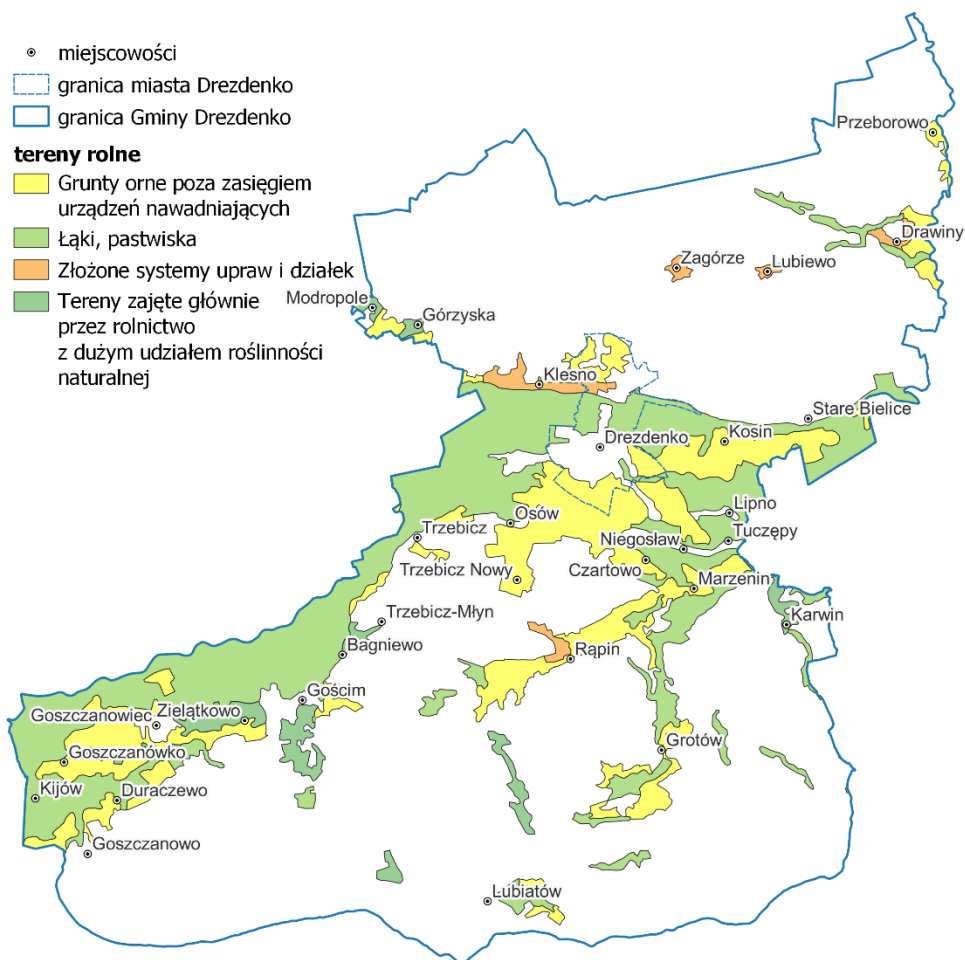 miejscowości
granica miasta Drezdenko
granica Gminy Drezdenko
tereny rolne
Grunty orne poza zasięgiem
urządzeń nawadniających
Łąki, pastwiska
Złożone systemy upraw i działek
Tereny zajęte głównie
przez rolnictwo
z dużym udziałem roślinności
naturalnej
Przeborowo
Drawiny
Zagórze
Lubiewo
Modropole
Górzyska
Klesno
Stare Bielice
Drezdenko
Kosin
Lipno
Osów
Trzebicz
Tuczępy
Niegosław
Trzebicz Nowy
Czartowo
Marzenin
Trzebicz-Młyn
Karwin
Bagniewo
Rąpin
Gościm
Goszczanowiec
Zielątkowo
Goszczanówko
Grotów
Kijów
Duraczewo
Goszczanowo
Lubiatów